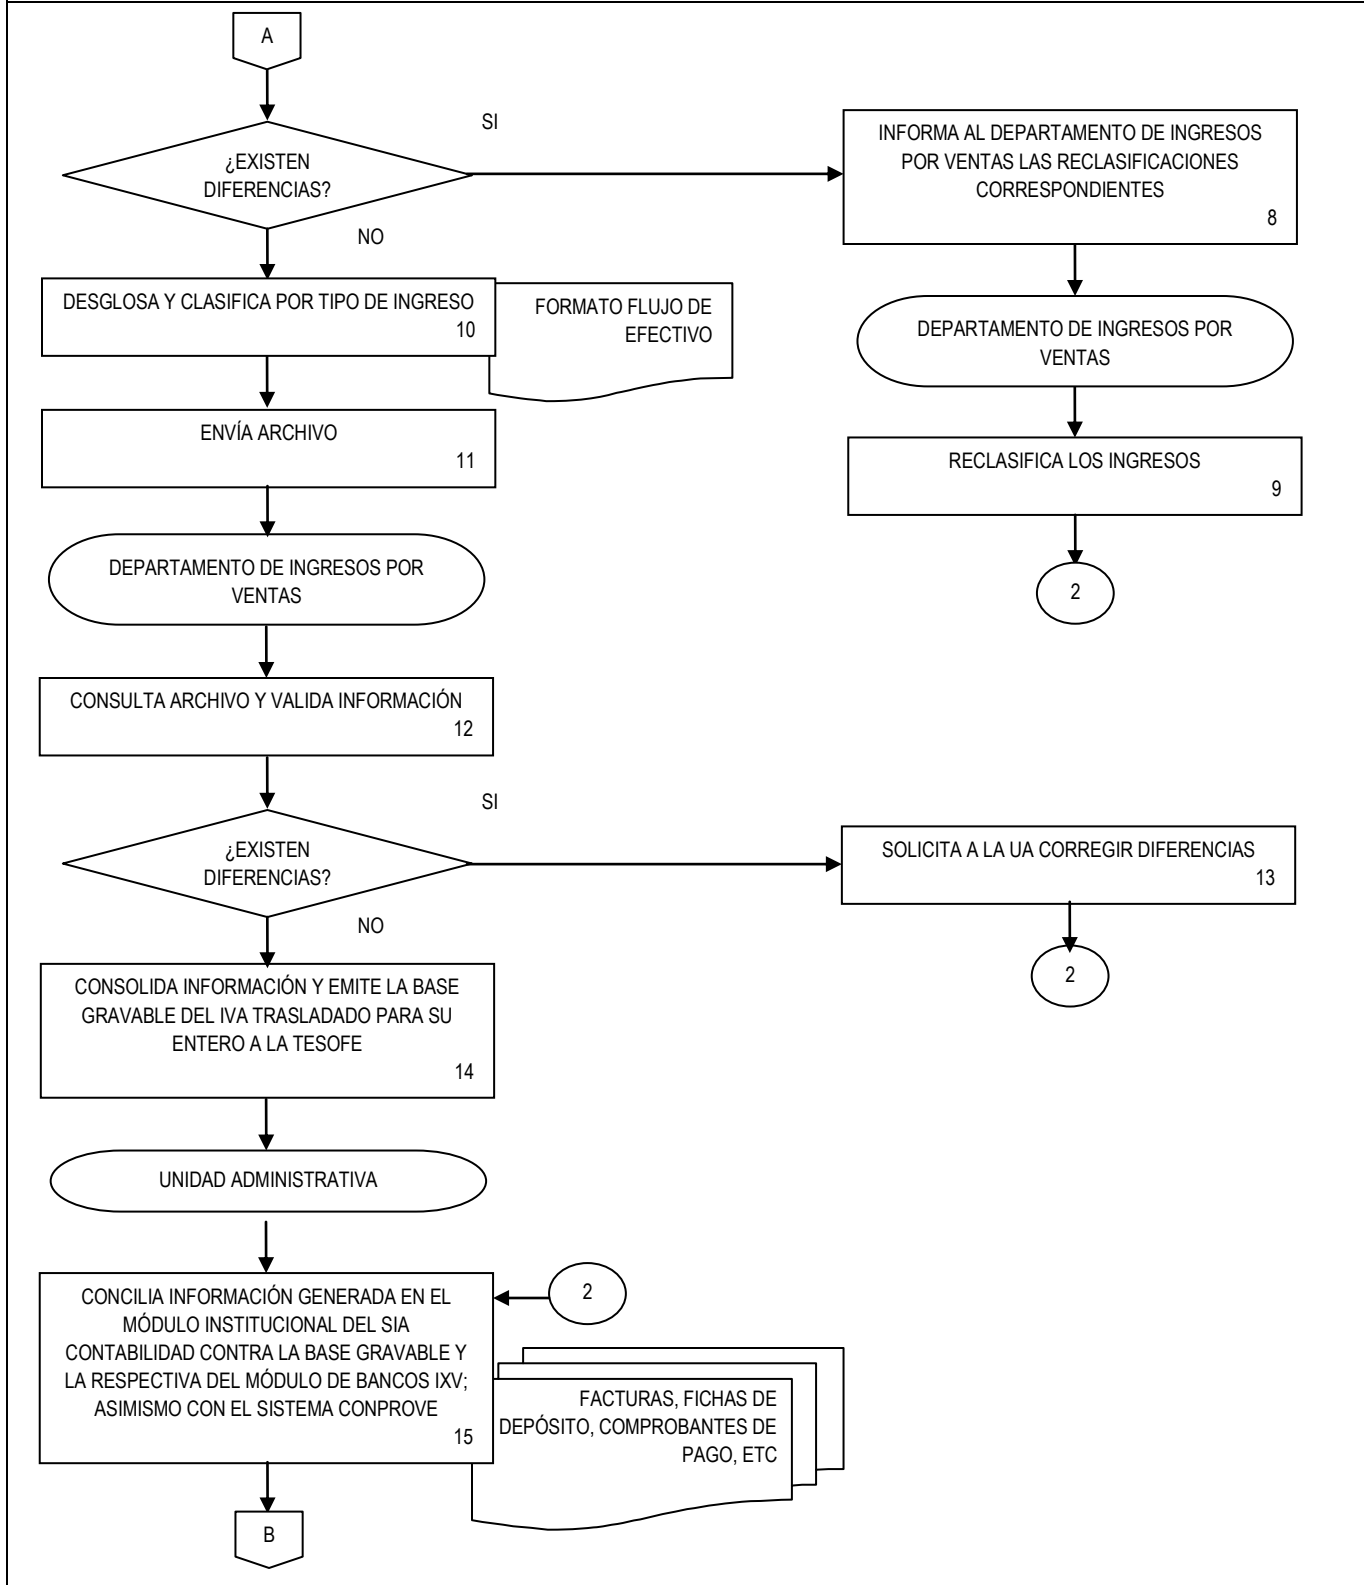 A
¿EXISTEN
DIFERENCIAS?
SI
INFORMA AL DEPARTAMENTO DE INGRESOS
POR VENTAS LAS RECLASIFICACIONES
CORRESPONDIENTES
8
NO
DEPARTAMENTO DE INGRESOS POR
VENTAS
RECLASIFICA LOS INGRESOS
9
2
DESGLOSA Y CLASIFICA POR TIPO DE INGRESO
10
FORMATO FLUJO DE
EFECTIVO
ENVÍA ARCHIVO
11
DEPARTAMENTO DE INGRESOS POR
VENTAS
CONSULTA ARCHIVO Y VALIDA INFORMACIÓN
12
¿EXISTEN
DIFERENCIAS?
SI
SOLICITA A LA UA CORREGIR DIFERENCIAS
13
2
NO
CONSOLIDA INFORMACIÓN Y EMITE LA BASE
GRAVABLE DEL IVA TRASLADADO PARA SU
ENTERO A LA TESOFE
14
UNIDAD ADMINISTRATIVA
CONCILIA INFORMACIÓN GENERADA EN EL
MÓDULO INSTITUCIONAL DEL SIA
CONTABILIDAD CONTRA LA BASE GRAVABLE Y
LA RESPECTIVA DEL MÓDULO DE BANCOS IXV;
ASIMISMO CON EL SISTEMA CONPROVE
15
2
FACTURAS, FICHAS DE
DEPÓSITO, COMPROBANTES DE
PAGO, ETC
B